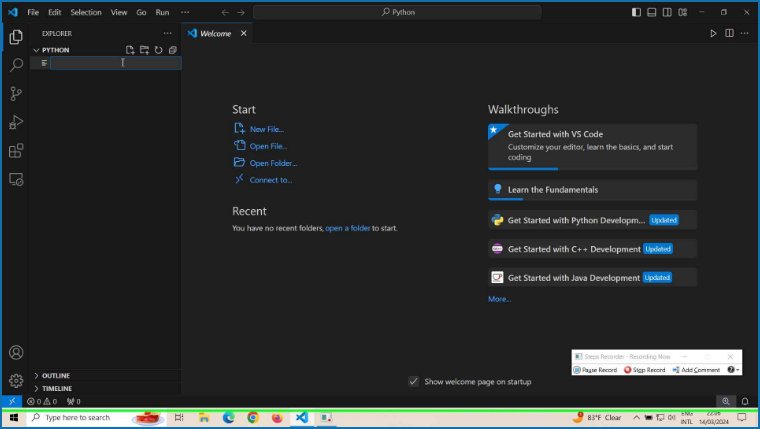 File Edit Selection View Go Run ··· Python
EXPLORER ···
Welcome
PYTHON
Start
New File...
Open File...
Open Folder...
Connect to...
Recent
You have no recent folders, open a folder to start.
Walkthroughs
Get Started with VS Code
Customize your editor, learn the basics, and start
coding
Learn the Fundamentals
Get Started with Python Developm... Updated
Get Started with C++ Development Updated
Get Started with Java Development Updated
More...
Steps Recorder - Recording Now
Pause Record Stop Record Add Comment
OUTLINE
TIMELINE
Show welcome page on startup
0 0 0
Type here to search
83°F Clear
ENG
INTL
22:06
14/03/2024